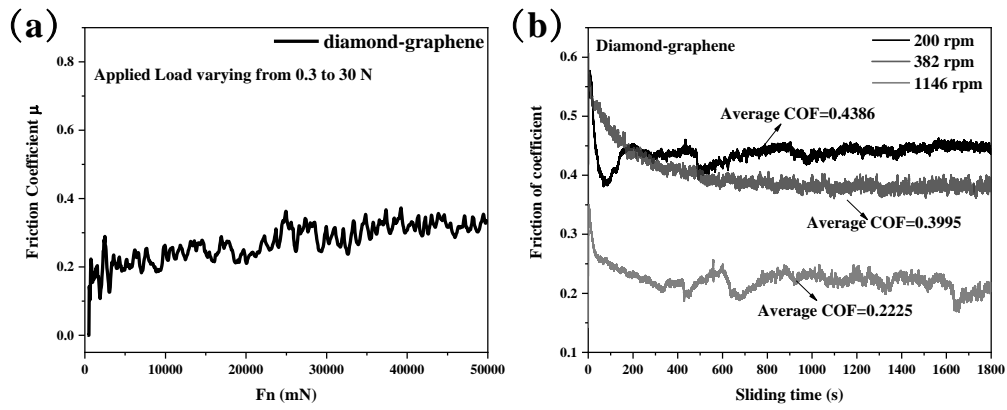 (a)
diamond-graphene
Applied Load varying from 0.3 to 30 N
Friction Coefficient μ
0.8
0.6
0.4
0.2
0.0
0
10000
20000
30000
40000
50000
Fn (mN)
(b)
Diamond-graphene
200 rpm
382 rpm
1146 rpm
Average COF=0.4386
Average COF=0.3995
Average COF=0.2225
Friction of coefficient
0.6
0.5
0.4
0.3
0.2
0.1
0
200
400
600
800
1000
1200
1400
1600
1800
Sliding time (s)